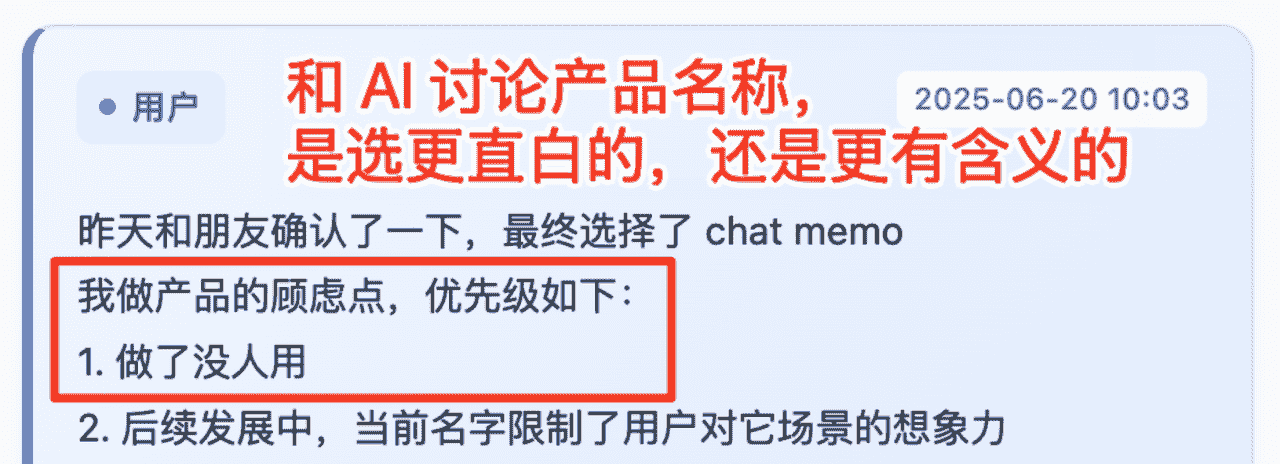 用户
和 AI 讨论产品名称，
是选更直白的，还是更有含义的
2025-06-20 10:03
昨天和朋友确认了一下，最终选择了 chat memo
我做产品的顾虑点，优先级如下：
1. 做了没人用
2. 后续发展中，当前名字限制了用户对它场景的想象力